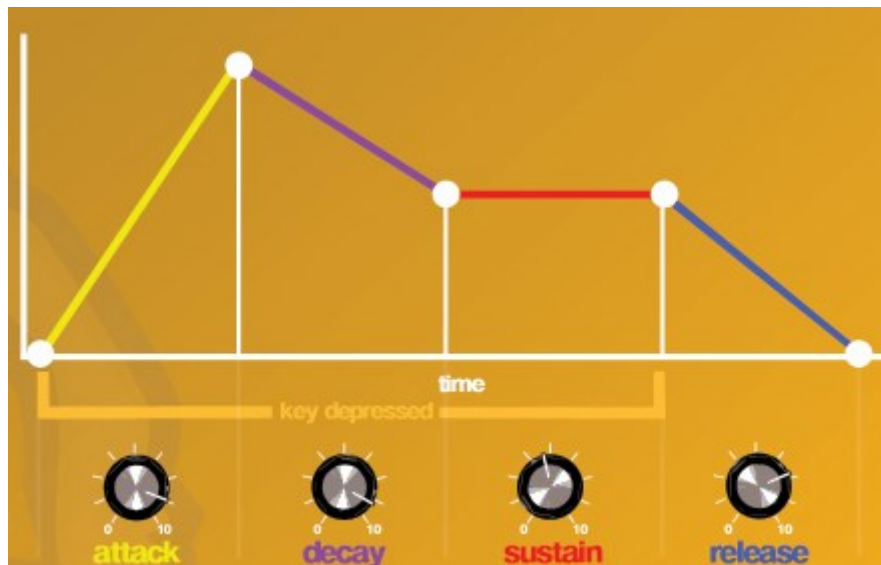 time
key depressed
0 10 0 10 0 10 0 10
attack decay sustain release